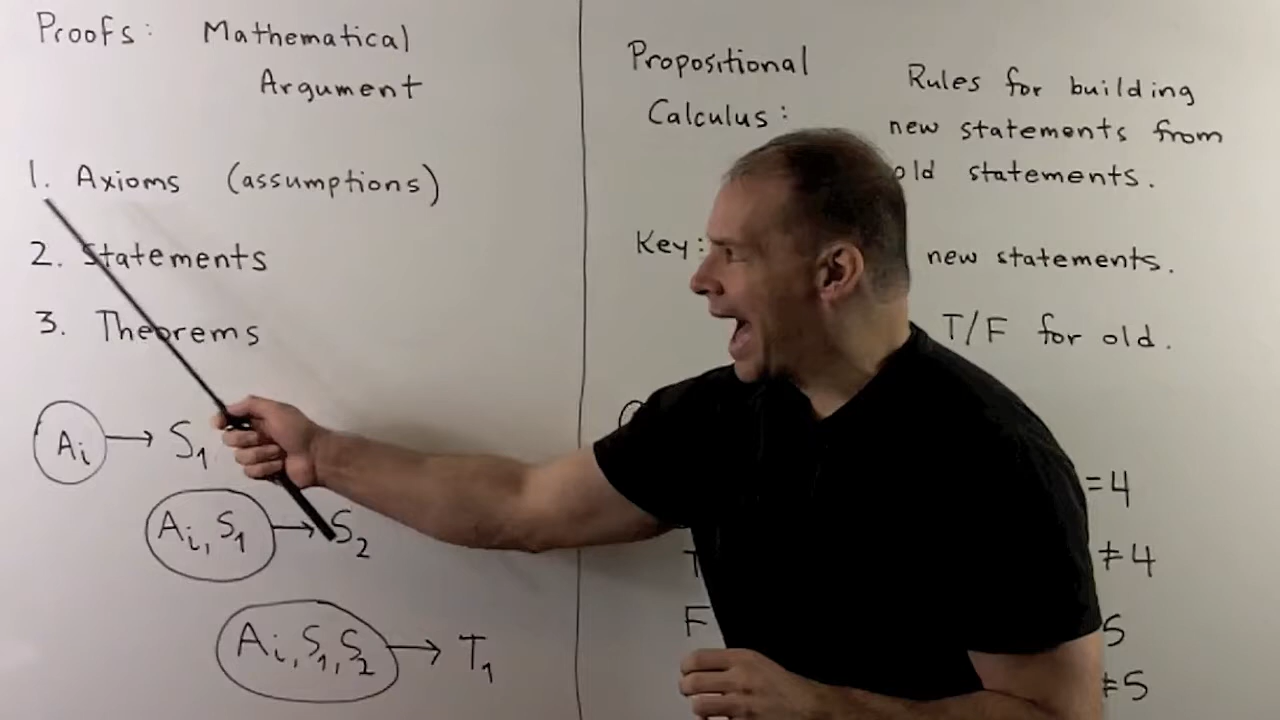 Proofs: Mathematical
Argument
1. Axioms (assumptions)
2. Statements
3. Theorems
Ai → S1
Ai, S1 → S2
Ai, S1, S2 → T1
Propositional
Calculus:
Rules for building
new statements from
old statements.
Key: new statements.
T/F for old.
=4
T ≠4
F 5
≠5